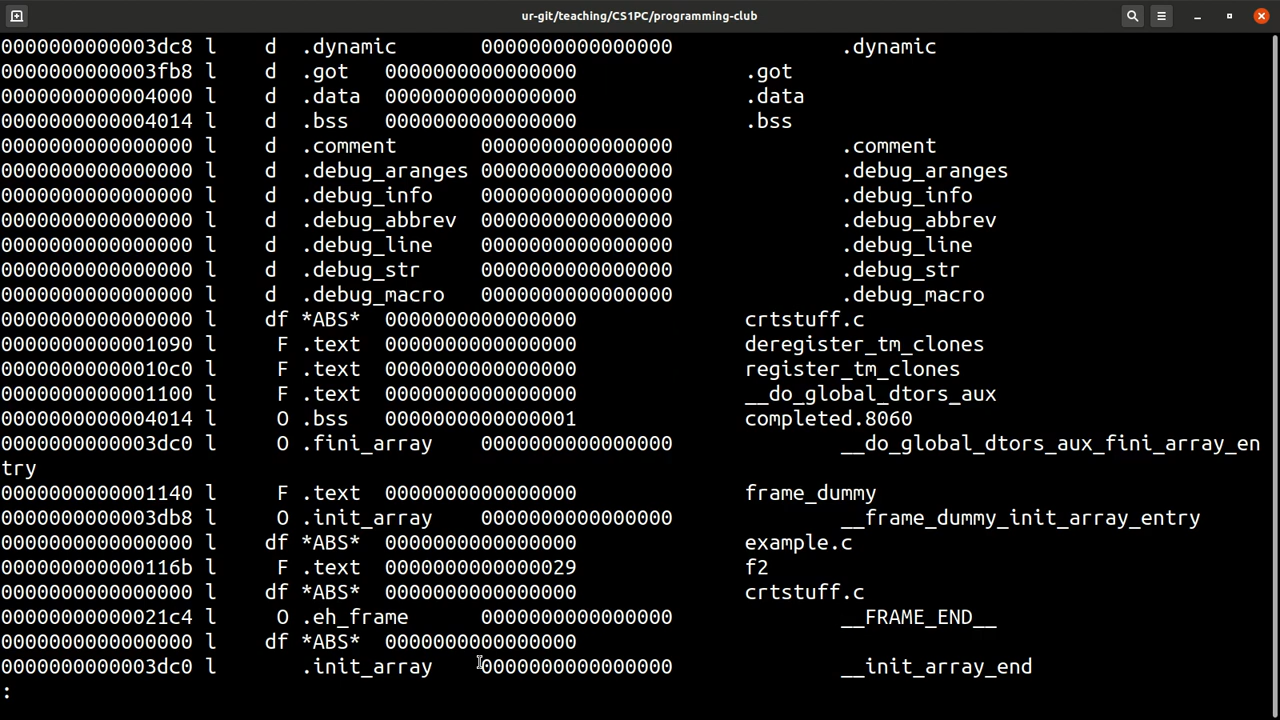 ur-git/teaching/CS1PC/programming-club
0000000000003dc8 l    d  .dynamic       0000000000000000              .dynamic
0000000000003fb8 l    d  .got   0000000000000000              .got
0000000000004000 l    d  .data  0000000000000000              .data
0000000000004014 l    d  .bss   0000000000000000              .bss
0000000000000000 l    d  .comment       0000000000000000              .comment
0000000000000000 l    d  .debug_aranges 0000000000000000              .debug_aranges
0000000000000000 l    d  .debug_info    0000000000000000              .debug_info
0000000000000000 l    d  .debug_abbrev  0000000000000000              .debug_abbrev
0000000000000000 l    d  .debug_line    0000000000000000              .debug_line
0000000000000000 l    d  .debug_str     0000000000000000              .debug_str
0000000000000000 l    d  .debug_macro   0000000000000000              .debug_macro
0000000000000000 l    df *ABS*  0000000000000000              crtstuff.c
0000000000001090 l     F .text  0000000000000000              deregister_tm_clones
00000000000010c0 l     F .text  0000000000000000              register_tm_clones
0000000000001100 l     F .text  0000000000000000              __do_global_dtors_aux
0000000000004014 l     O .bss   0000000000000001              completed.8060
0000000000003dc0 l     O .fini_array    0000000000000000              __do_global_dtors_aux_fini_array_en
try
0000000000001140 l     F .text  0000000000000000              frame_dummy
0000000000003db8 l     O .init_array    0000000000000000              __frame_dummy_init_array_entry
0000000000000000 l    df *ABS*  0000000000000000              example.c
000000000000116b l     F .text  0000000000000029              f2
0000000000000000 l    df *ABS*  0000000000000000              crtstuff.c
00000000000021c4 l     O .eh_frame      0000000000000000              __FRAME_END__
0000000000000000 l    df *ABS*  0000000000000000
0000000000003dc0 l       .init_array    0000000000000000              __init_array_end
: